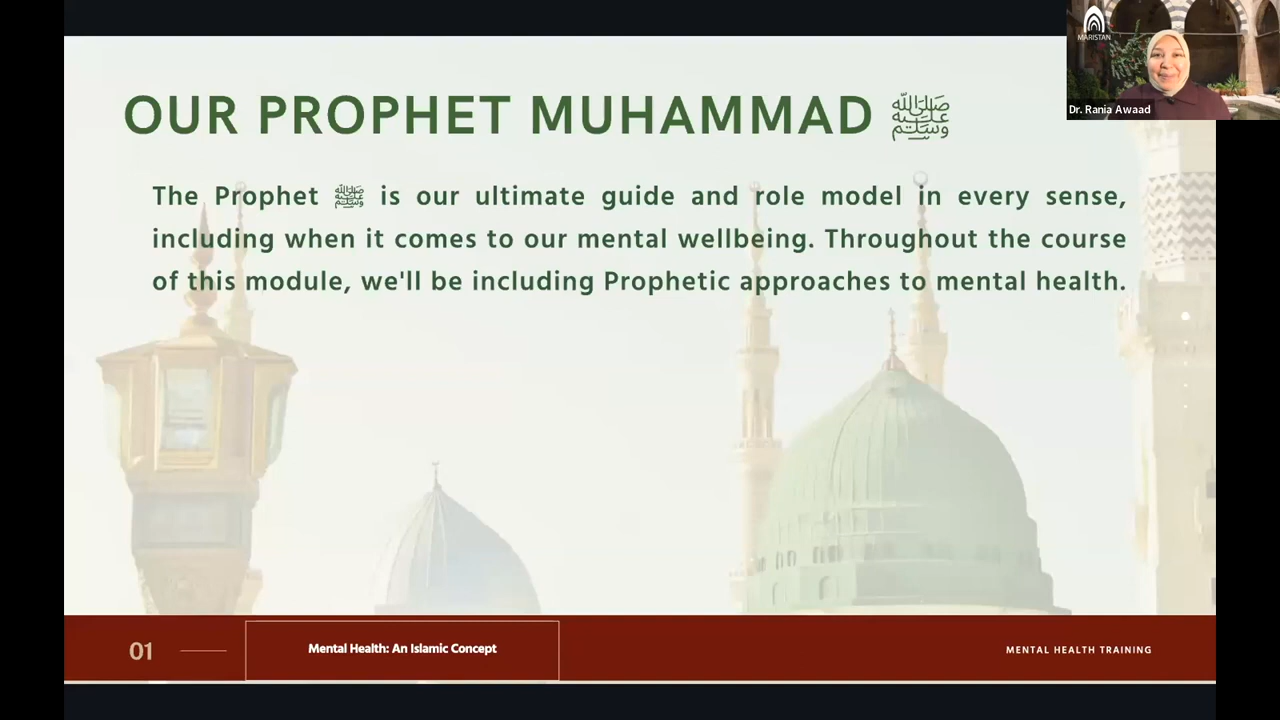 MARISTAN
Dr. Rania Awaad
OUR PROPHET MUHAMMAD ﷺ
The Prophet ﷺ is our ultimate guide and role model in every sense,
including when it comes to our mental wellbeing. Throughout the course
of this module, we'll be including Prophetic approaches to mental health.
01
Mental Health: An Islamic Concept
MENTAL HEALTH TRAINING